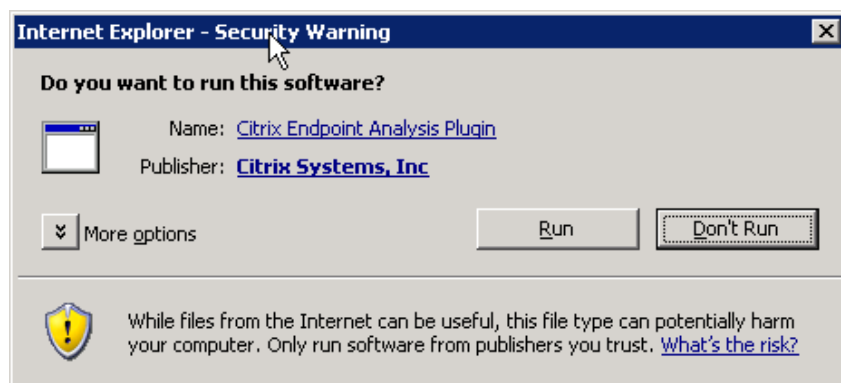 Internet Explorer - Security Warning
Do you want to run this software?
Name: Citrix Endpoint Analysis Plugin
Publisher: Citrix Systems, Inc
More options
Run
Don't Run
While files from the Internet can be useful, this file type can potentially harm
your computer. Only run software from publishers you trust. What's the risk?